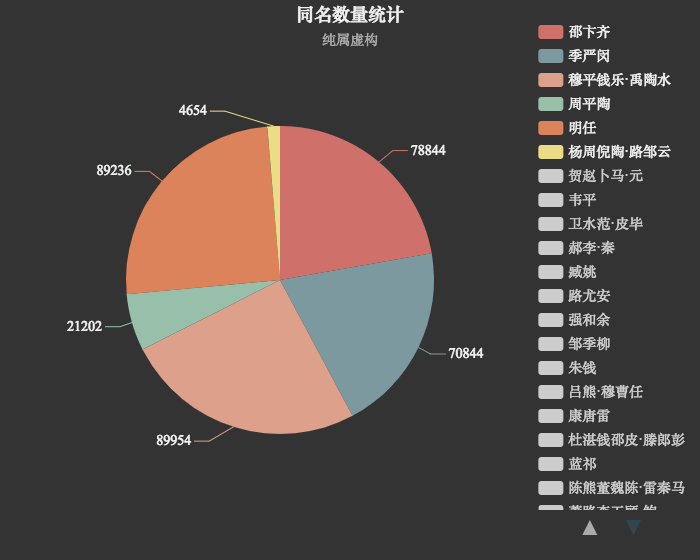 同名数量统计
纯属虚构
4654
78844
89236
21202
70844
89954
邵卞齐
季严闵
穆平钱乐·禹陶水
周平陶
明任
杨周倪陶·路邹云
贺赵卜马·元
韦平
卫水范·皮毕
郝李·秦
臧姚
路尤安
强和余
邹季柳
朱钱
吕熊·穆曹任
康唐雷
杜湛钱邵皮·滕郎彭
蓝祁
陈熊董魏陈·雷秦马